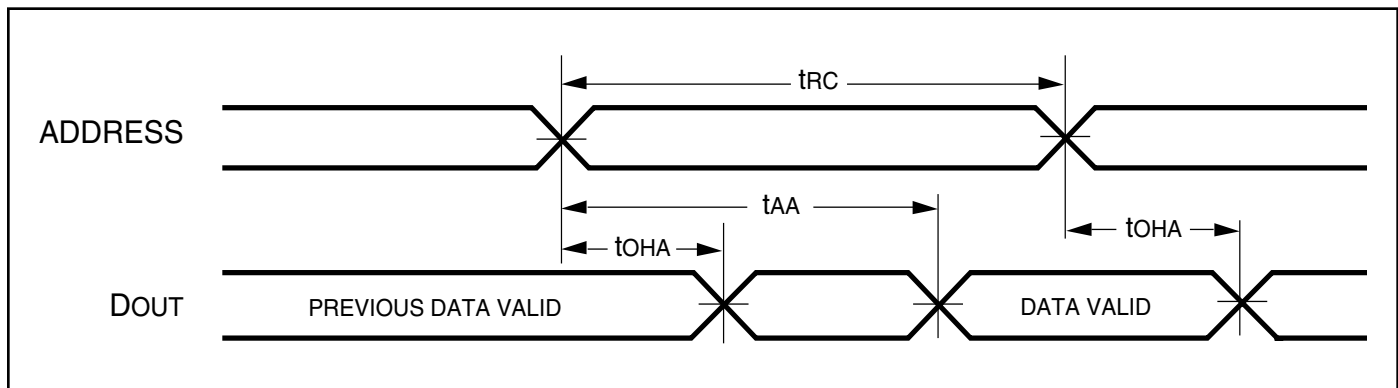 tRC
ADDRESS
tAA
tOHA
tOHA
DOUT
PREVIOUS DATA VALID
DATA VALID